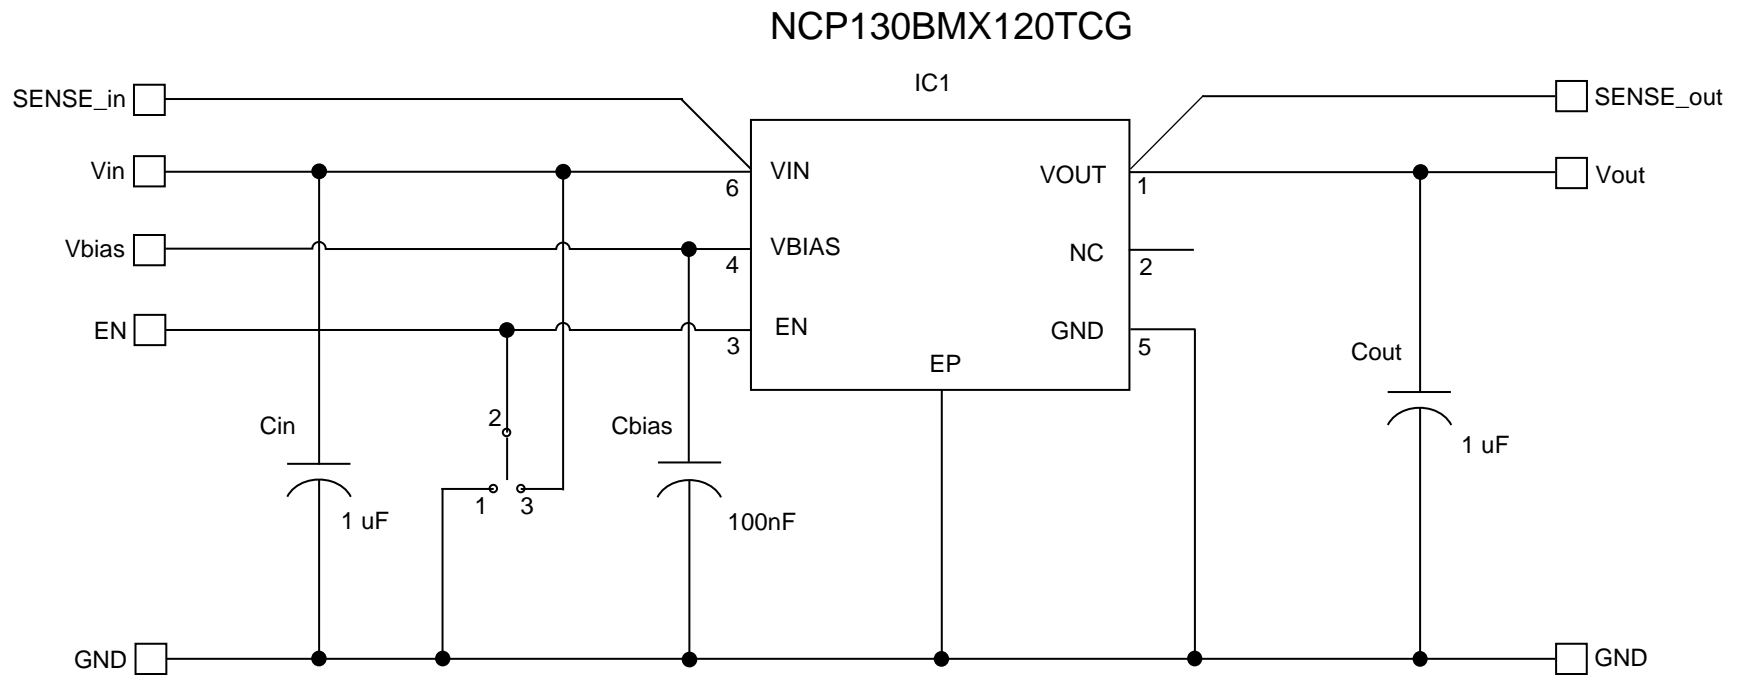 NCP130BMX120TCG
IC1
SENSE_in
SENSE_out
Vin
VIN
6
VOUT
1
Vout
Vbias
VBIAS
4
NC
2
EN
EN
3
GND
5
EP
Cout
1 uF
Cin
1 uF
2
1
3
Cbias
100nF
GND
GND